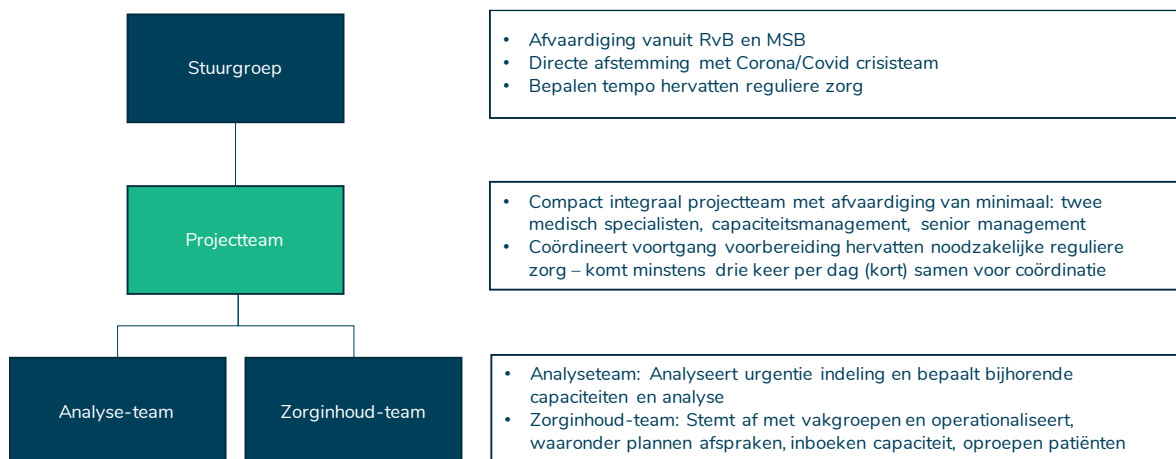 Stuurgroep
• Afvaardiging vanuit RvB en MSB
• Directe afstemming met Corona/Covid crisisteam
• Bepalen tempo hervatten reguliere zorg
Projectteam
• Compact integraal projectteam met afvaardiging van minimaal: twee
medisch specialisten, capaciteitsmanagement, senior management
• Coördineert voortgang voorbereiding hervatten noodzakelijke reguliere
zorg – komt minstens drie keer per dag (kort) samen voor coördinatie
Analyse-team
Zorginhoud-team
• Analyseteam: Analyseert urgentie indeling en bepaalt bijhorende
capaciteiten en analyse
• Zorginhoud-team: Stemt af met vakgroepen en operationaliseert,
waaronder plannen afspraken, inboeken capaciteit, oproepen patiënten